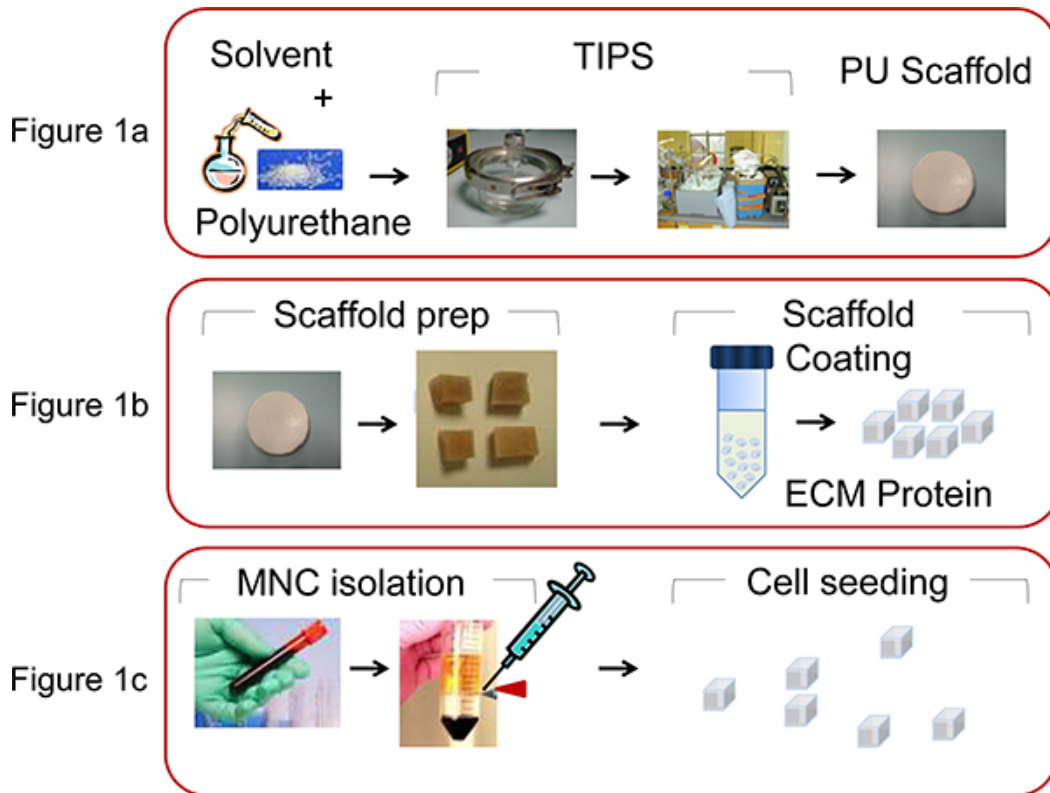 Figure 1a
Solvent
+
Polyurethane
TIPS
PU Scaffold
Figure 1b
Scaffold prep
Scaffold
Coating
ECM Protein
Figure 1c
MNC isolation
Cell seeding